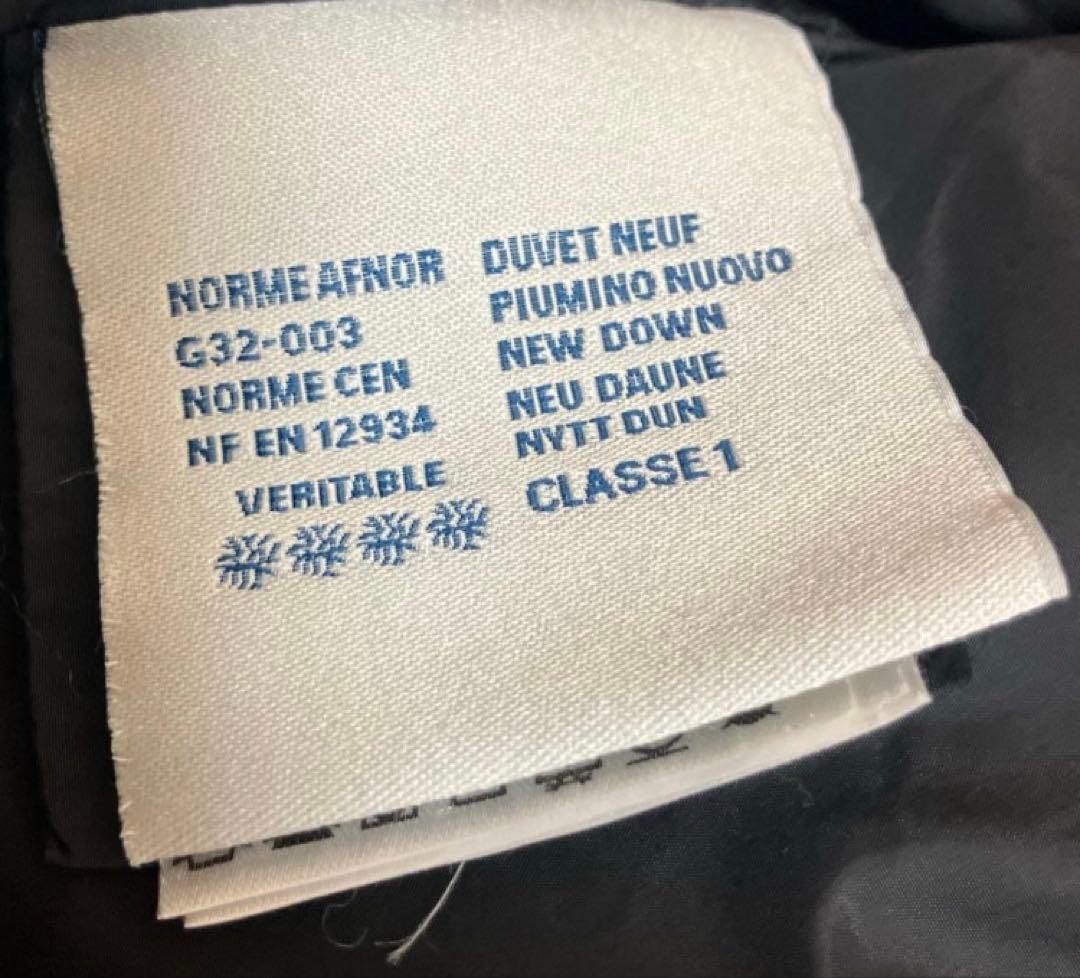 NORME AFNOR
G32-003
NORME CEN
NF EN 12934
VERITABLE
DUVET NEUF
PIUMINO NUOVO
NEW DOWN
NEU DAUNE
NYTT DUN
CLASSE 1